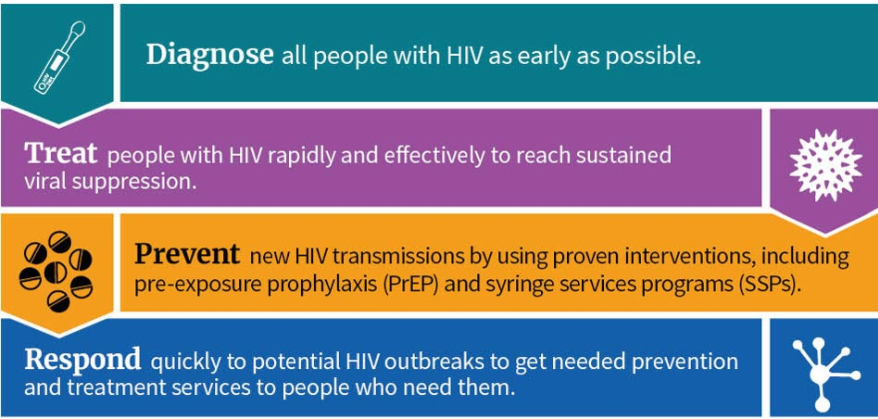 Diagnose all people with HIV as early as possible.
Treat people with HIV rapidly and effectively to reach sustained
viral suppression.
Prevent new HIV transmissions by using proven interventions, including
pre-exposure prophylaxis (PrEP) and syringe services programs (SSPs).
Respond quickly to potential HIV outbreaks to get needed prevention
and treatment services to people who need them.